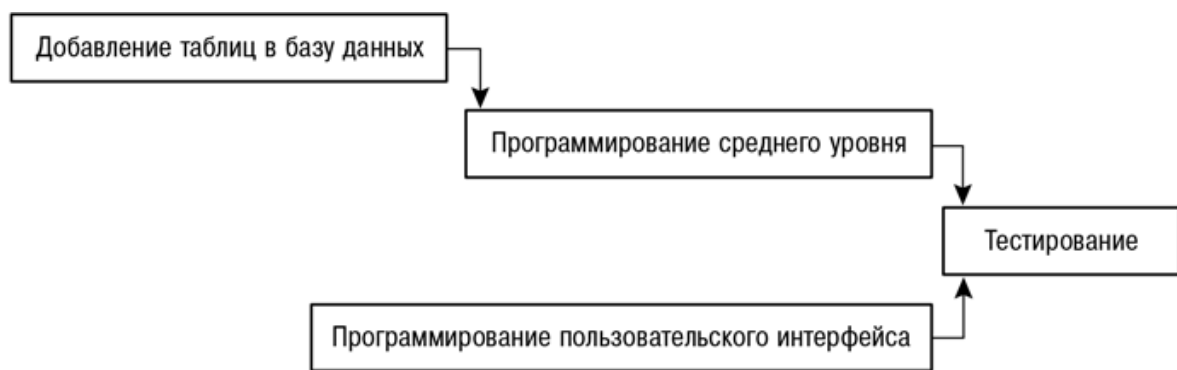 Добавление таблиц в базу данных
Программирование среднего уровня
Тестирование
Программирование пользовательского интерфейса